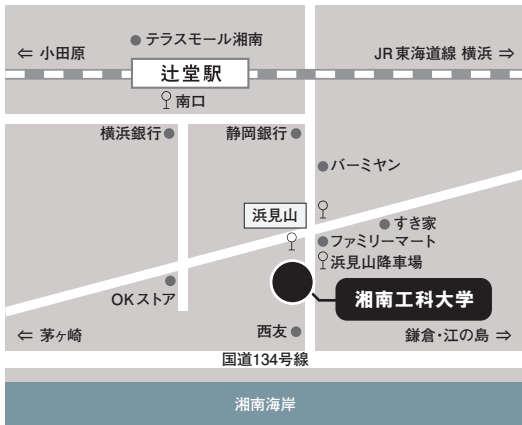 テラスモール湘南
⇐ 小田原
JR東海道線 横浜 ⇒
辻堂駅
南口
横浜銀行
静岡銀行
バーミヤン
浜見山
すき家
ファミリーマート
浜見山降車場
OKストア
湘南工科大学
⇐ 茅ヶ崎
西友
鎌倉・江の島 ⇒
国道134号線
湘南海岸